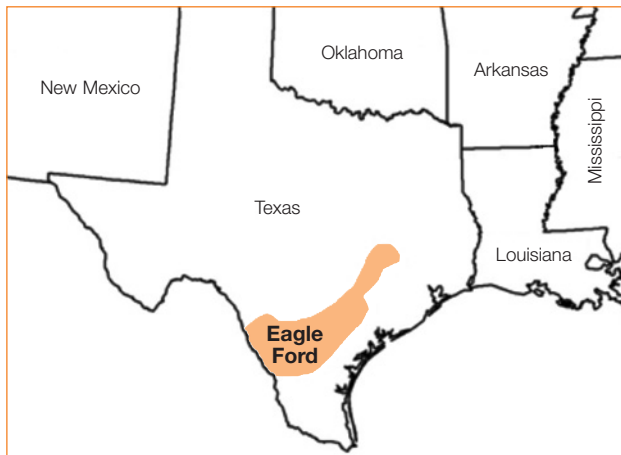 Oklahoma
Arkansas
New Mexico
Mississippi
Texas
Louisiana
Eagle
Ford